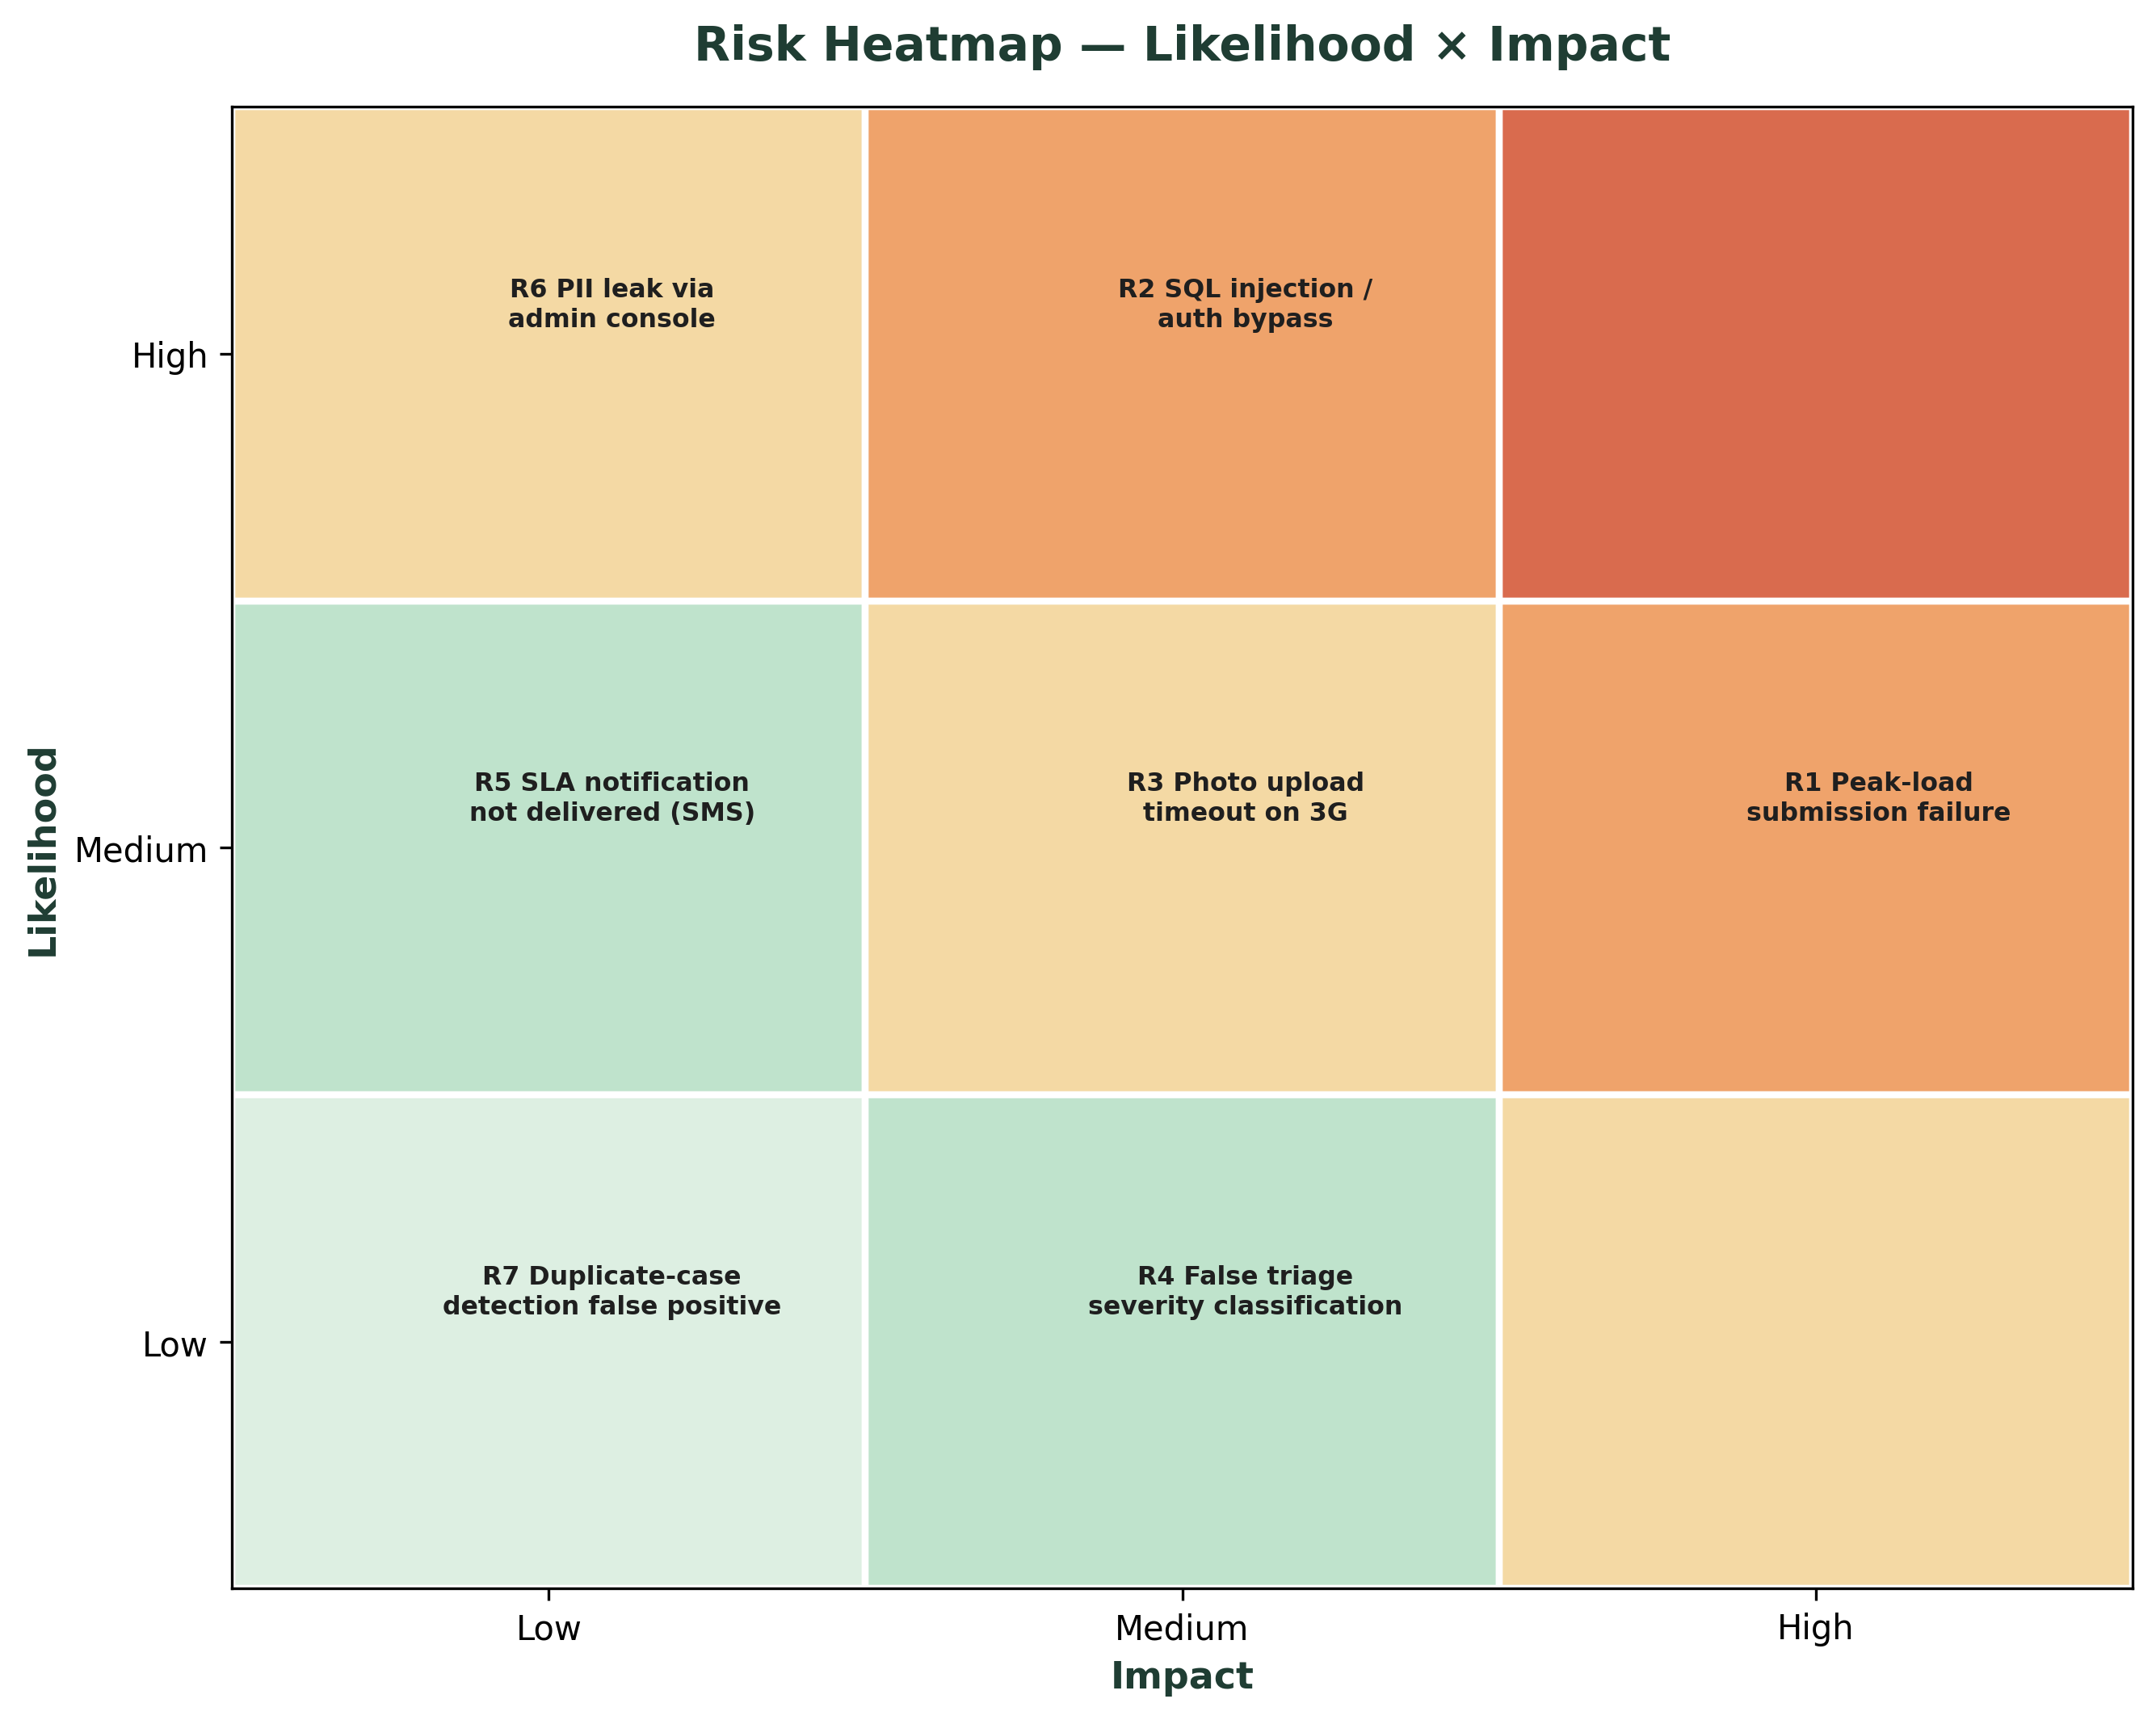 Risk Heatmap — Likelihood × Impact
R6 PII leak via
admin console
R2 SQL injection /
auth bypass
High
R5 SLA notification
not delivered (SMS)
R3 Photo upload
timeout on 3G
R1 Peak-load
submission failure
Likelihood
Medium
R7 Duplicate-case
detection false positive
R4 False triage
severity classification
Low
Low
Medium
High
Impact